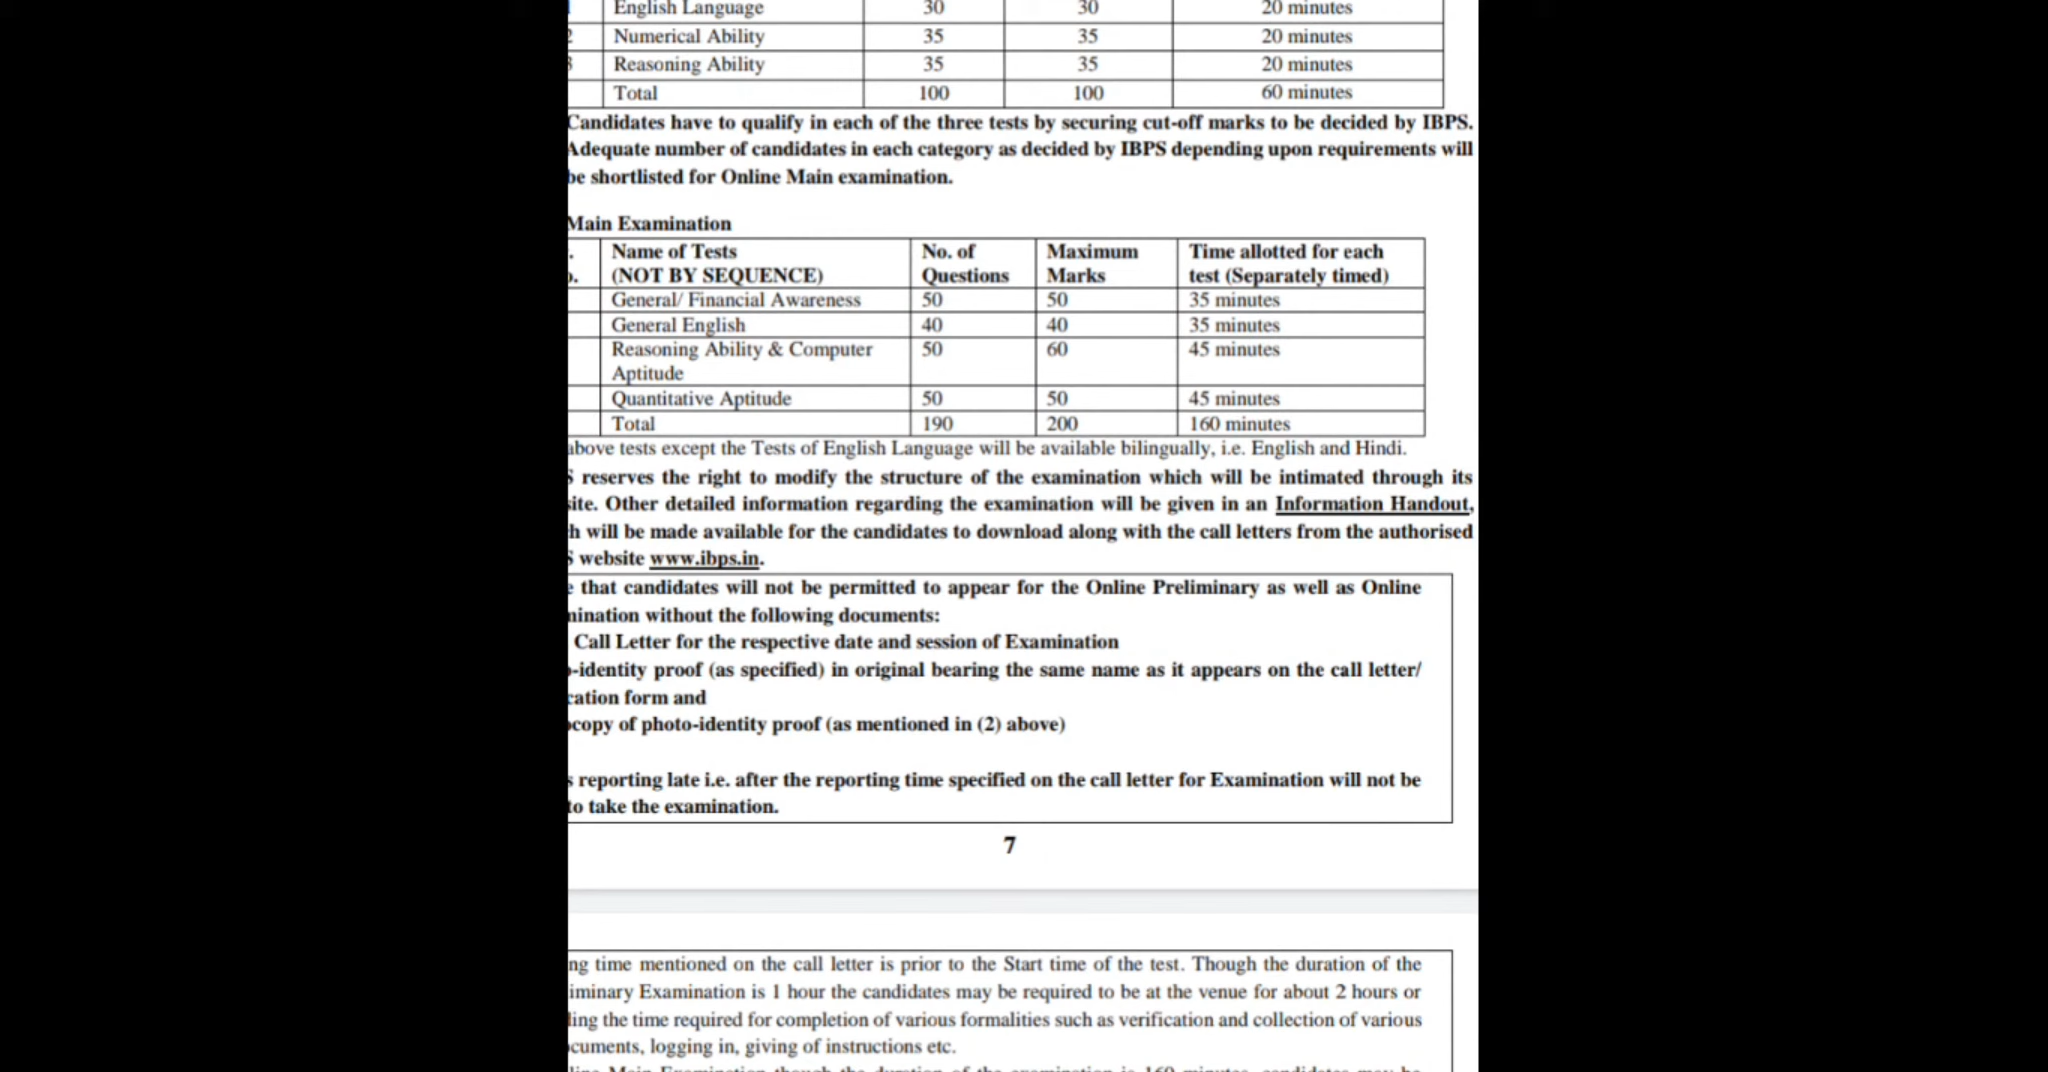 English Language 30 30 20 minutes
Numerical Ability 35 35 20 minutes
Reasoning Ability 35 35 20 minutes
Total 100 100 60 minutes
Candidates have to qualify in each of the three tests by securing cut-off marks to be decided by IBPS.
Adequate number of candidates in each category as decided by IBPS depending upon requirements will
be shortlisted for Online Main examination.
Main Examination
Name of Tests No. of Maximum Time allotted for each
(NOT BY SEQUENCE) Questions Marks test (Separately timed)
General/ Financial Awareness 50 50 35 minutes
General English 40 40 35 minutes
Reasoning Ability & Computer 50 60 45 minutes
Aptitude
Quantitative Aptitude 50 50 45 minutes
Total 190 200 160 minutes
above tests except the Tests of English Language will be available bilingually, i.e. English and Hindi.
S reserves the right to modify the structure of the examination which will be intimated through its
site. Other detailed information regarding the examination will be given in an Information Handout,
h will be made available for the candidates to download along with the call letters from the authorised
S website www.ibps.in.
e that candidates will not be permitted to appear for the Online Preliminary as well as Online
mination without the following documents:
Call Letter for the respective date and session of Examination
-identity proof (as specified) in original bearing the same name as it appears on the call letter/
cation form and
copy of photo-identity proof (as mentioned in (2) above)
s reporting late i.e. after the reporting time specified on the call letter for Examination will not be
to take the examination.
7
ng time mentioned on the call letter is prior to the Start time of the test. Though the duration of the
iminary Examination is 1 hour the candidates may be required to be at the venue for about 2 hours or
ding the time required for completion of various formalities such as verification and collection of various
cuments, logging in, giving of instructions etc.